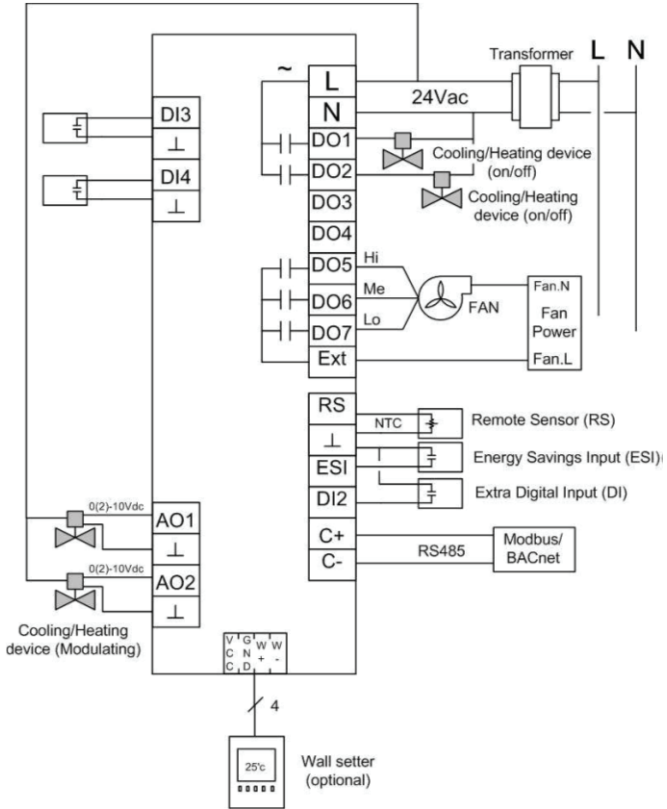 Transformer
L N
~
L
24Vac
N
DI3
⊥
DI4
⊥
DO1
Cooling/Heating device
(on/off)
DO2
Cooling/Heating
device (on/off)
DO3
DO4
DO5
Hi
DO6
Me
DO7
Lo
FAN
Fan.N
Fan
Power
Fan.L
Ext
RS
NTC
Remote Sensor (RS)
⊥
Energy Savings Input (ESI)(
ESI
DI2
Extra Digital Input (DI)
C+
C-
RS485
Modbus/
BACnet
0(2)-10Vdc
AO1
⊥
0(2)-10Vdc
AO2
⊥
Cooling/Heating
device (Modulating)
VCC
GND
W+
W-
4
25°c
Wall setter
(optional)